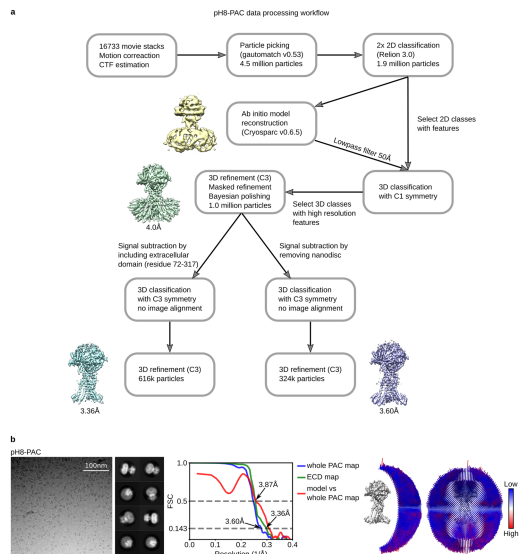 a
pH8-PAC data processing workflow
16733 movie stacks
Motion correaction
CTF estimation
Particle picking
(gautomatch v0.53)
4.5 million particles
2x 2D classification
(Relion 3.0)
1.9 million particles
Ab initio model
reconstruction
(Cryosparc v0.6.5)
Select 2D classes
with features
Lowpass filter 50Å
3D refinement (C3)
Masked refinement
Bayesian polishing
1.0 million particles
3D classification
with C1 symmetry
Select 3D classes
with high resolution
features
4.0Å
Signal subtraction by
including extracellular
domain (residue 72-317)
Signal subtraction by
removing nanodisc
3D classification
with C3 symmetry
no image alignment
3D classification
with C3 symmetry
no image alignment
3D refinement (C3)
616k particles
3D refinement (C3)
324k particles
3.36Å
3.60Å
b
pH8-PAC
100nm
FSC
1.0
0.5
0.143
3.87Å
3.36Å
3.60Å
0.0
0.1
0.2
0.3
0.4
Resolution (1/Å)
whole PAC map
ECD map
model vs
whole PAC map
Low
High